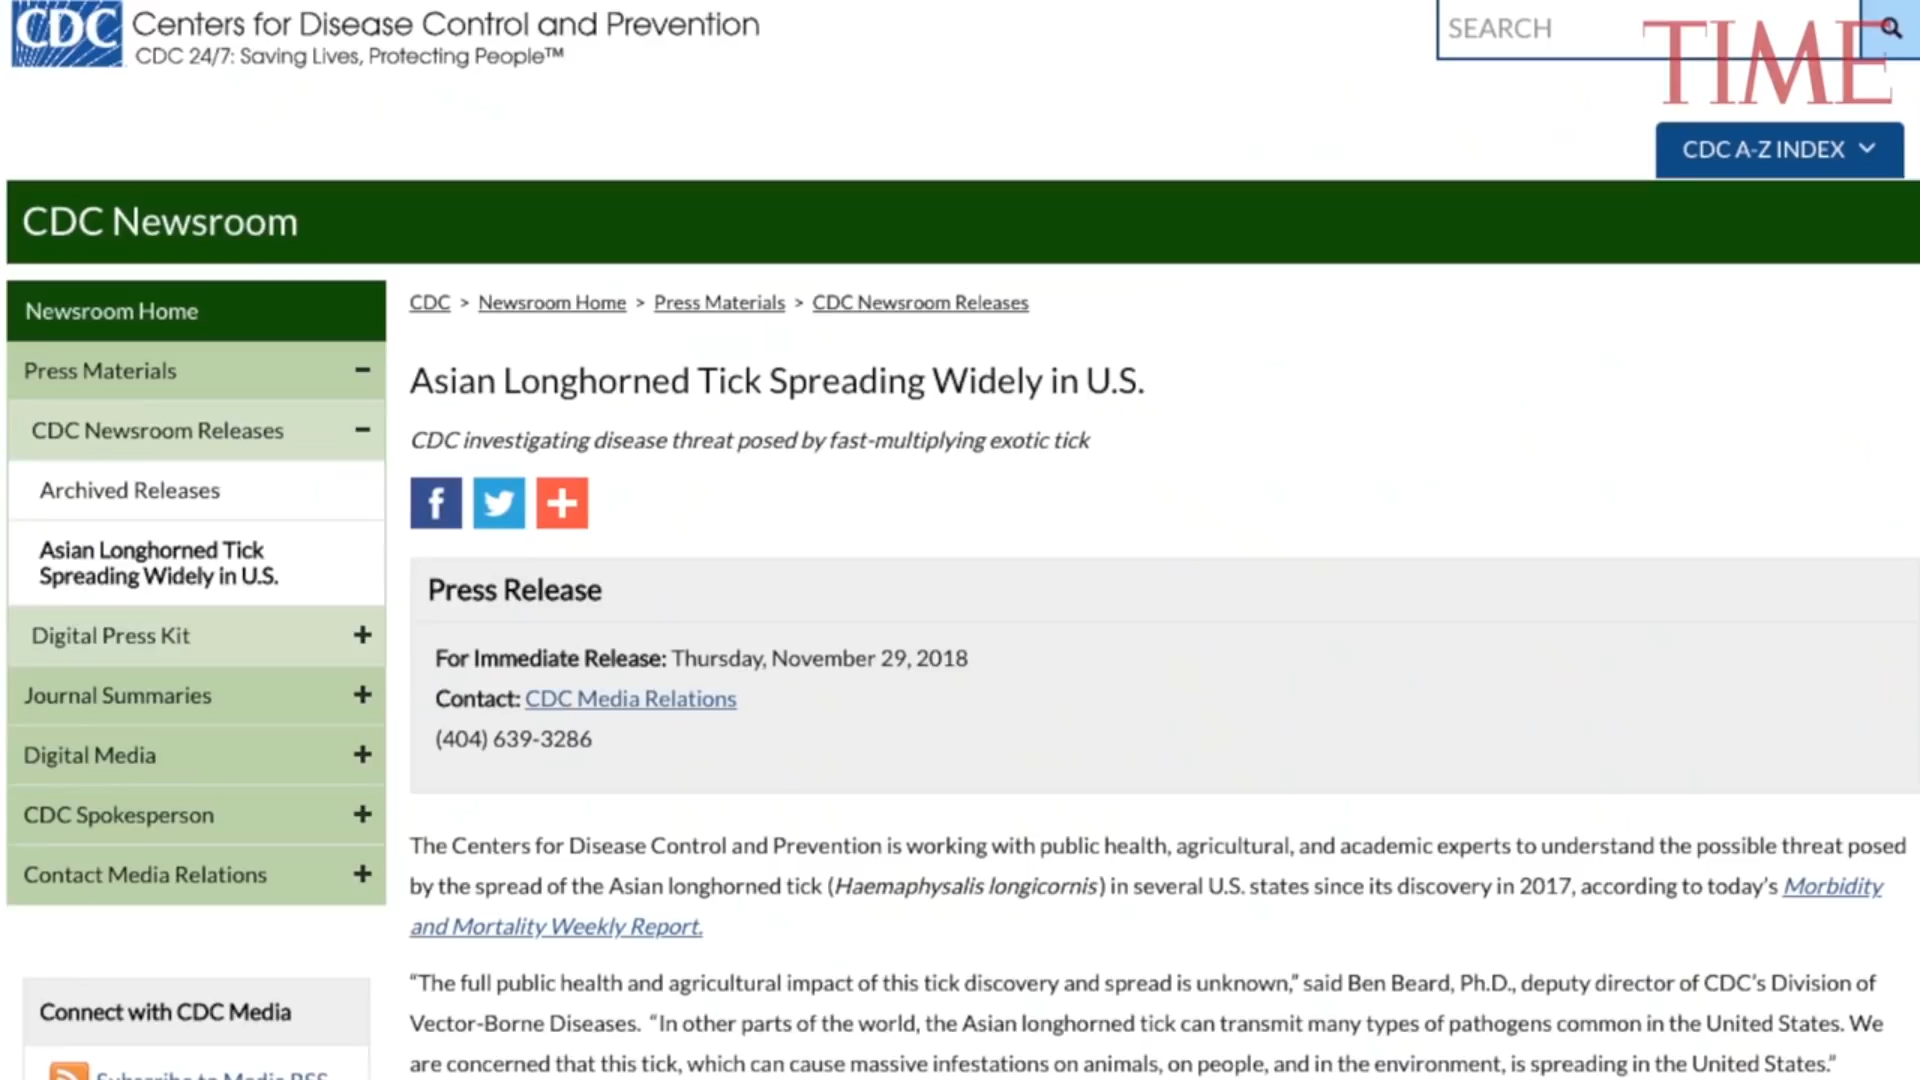 CDC Centers for Disease Control and Prevention
CDC 24/7: Saving Lives, Protecting People™
SEARCH
TIME
CDC A-Z INDEX
CDC Newsroom
Newsroom Home
Press Materials −
CDC Newsroom Releases −
Archived Releases
Asian Longhorned Tick
Spreading Widely in U.S.
Digital Press Kit +
Journal Summaries +
Digital Media +
CDC Spokesperson +
Contact Media Relations +
Connect with CDC Media
Subscribe to Media RSS
CDC > Newsroom Home > Press Materials > CDC Newsroom Releases
Asian Longhorned Tick Spreading Widely in U.S.
CDC investigating disease threat posed by fast-multiplying exotic tick
Press Release
For Immediate Release: Thursday, November 29, 2018
Contact: CDC Media Relations
(404) 639-3286
The Centers for Disease Control and Prevention is working with public health, agricultural, and academic experts to understand the possible threat posed
by the spread of the Asian longhorned tick (Haemaphysalis longicornis) in several U.S. states since its discovery in 2017, according to today’s Morbidity
and Mortality Weekly Report.
“The full public health and agricultural impact of this tick discovery and spread is unknown,” said Ben Beard, Ph.D., deputy director of CDC’s Division of
Vector-Borne Diseases. “In other parts of the world, the Asian longhorned tick can transmit many types of pathogens common in the United States. We
are concerned that this tick, which can cause massive infestations on animals, on people, and in the environment, is spreading in the United States.”